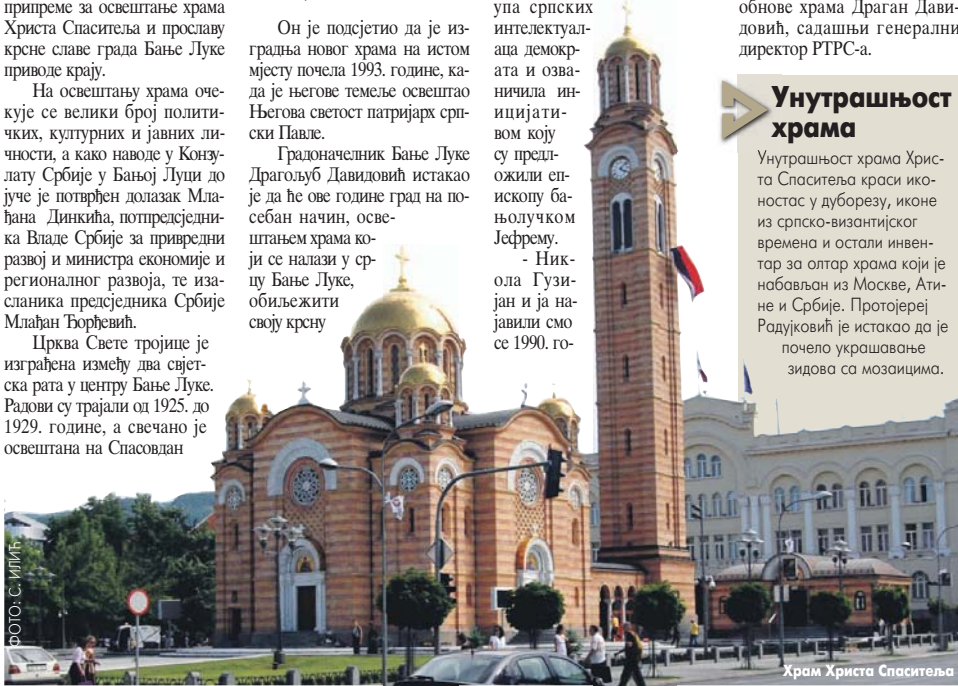 припреме за освештање храма
Христа Спаситеља и прославу
крсне славе града Бање Луке
приводе крају.
На освештању храма оче-
кује се велики број полити-
чких, културних и јавних ли-
чности, а како наводе у Конзу-
лату Србије у Бањој Луци до
јуче је потврђен долазак Мла-
ђана Динкића, потпредсједни-
ка Владе Србије за привредни
развој и министра економије и
регионалног развоја, те иза-
сланика предсједника Србије
Млађан Ђорђевић.
Црква Свете тројице је
изграђена између два свјет-
ска рата у центру Бање Луке.
Радови су трајали од 1925. до
1929. године, а свечано је
освештана на Спасовдан
Он је подсјетио да је из-
градња новог храма на истом
мјесту почела 1993. године, ка-
да је његове темеље освештао
Његова светост патријарх срп-
ски Павле.
Градоначелник Бање Луке
Драгољуб Давидовић истакао
је да ће ове године град на по-
себан начин, осве-
штањем храма ко-
ји се налази у ср-
цу Бање Луке,
обиљежити
своју крсну
упа српских
интелектуал-
аца демокр-
ата и озва-
ничила ин-
ицијати-
вом коју
су предл-
ожили еп-
ископу ба-
њолучком
Јефрему.
- Ник-
ола Гузи-
јан и ја на-
јавили смо
се 1990. го-
обнове храма Драган Дави-
довић, садашњи генерални
директор РТРС-а.
Унутрашњост
храма
Унутрашњост храма Хрис-
та Спаситеља краси ико-
ностас у дуборезу, иконе
из српско-византијског
времена и остали инвен-
тар за олтар храма који је
набављан из Москве, Ати-
не и Србије. Протојереј
Радујковић је истакао да је
почело украшавање
зидова са мозаицима.
ФОТО: С. ИЛИЋ
Храм Христа Спаситеља